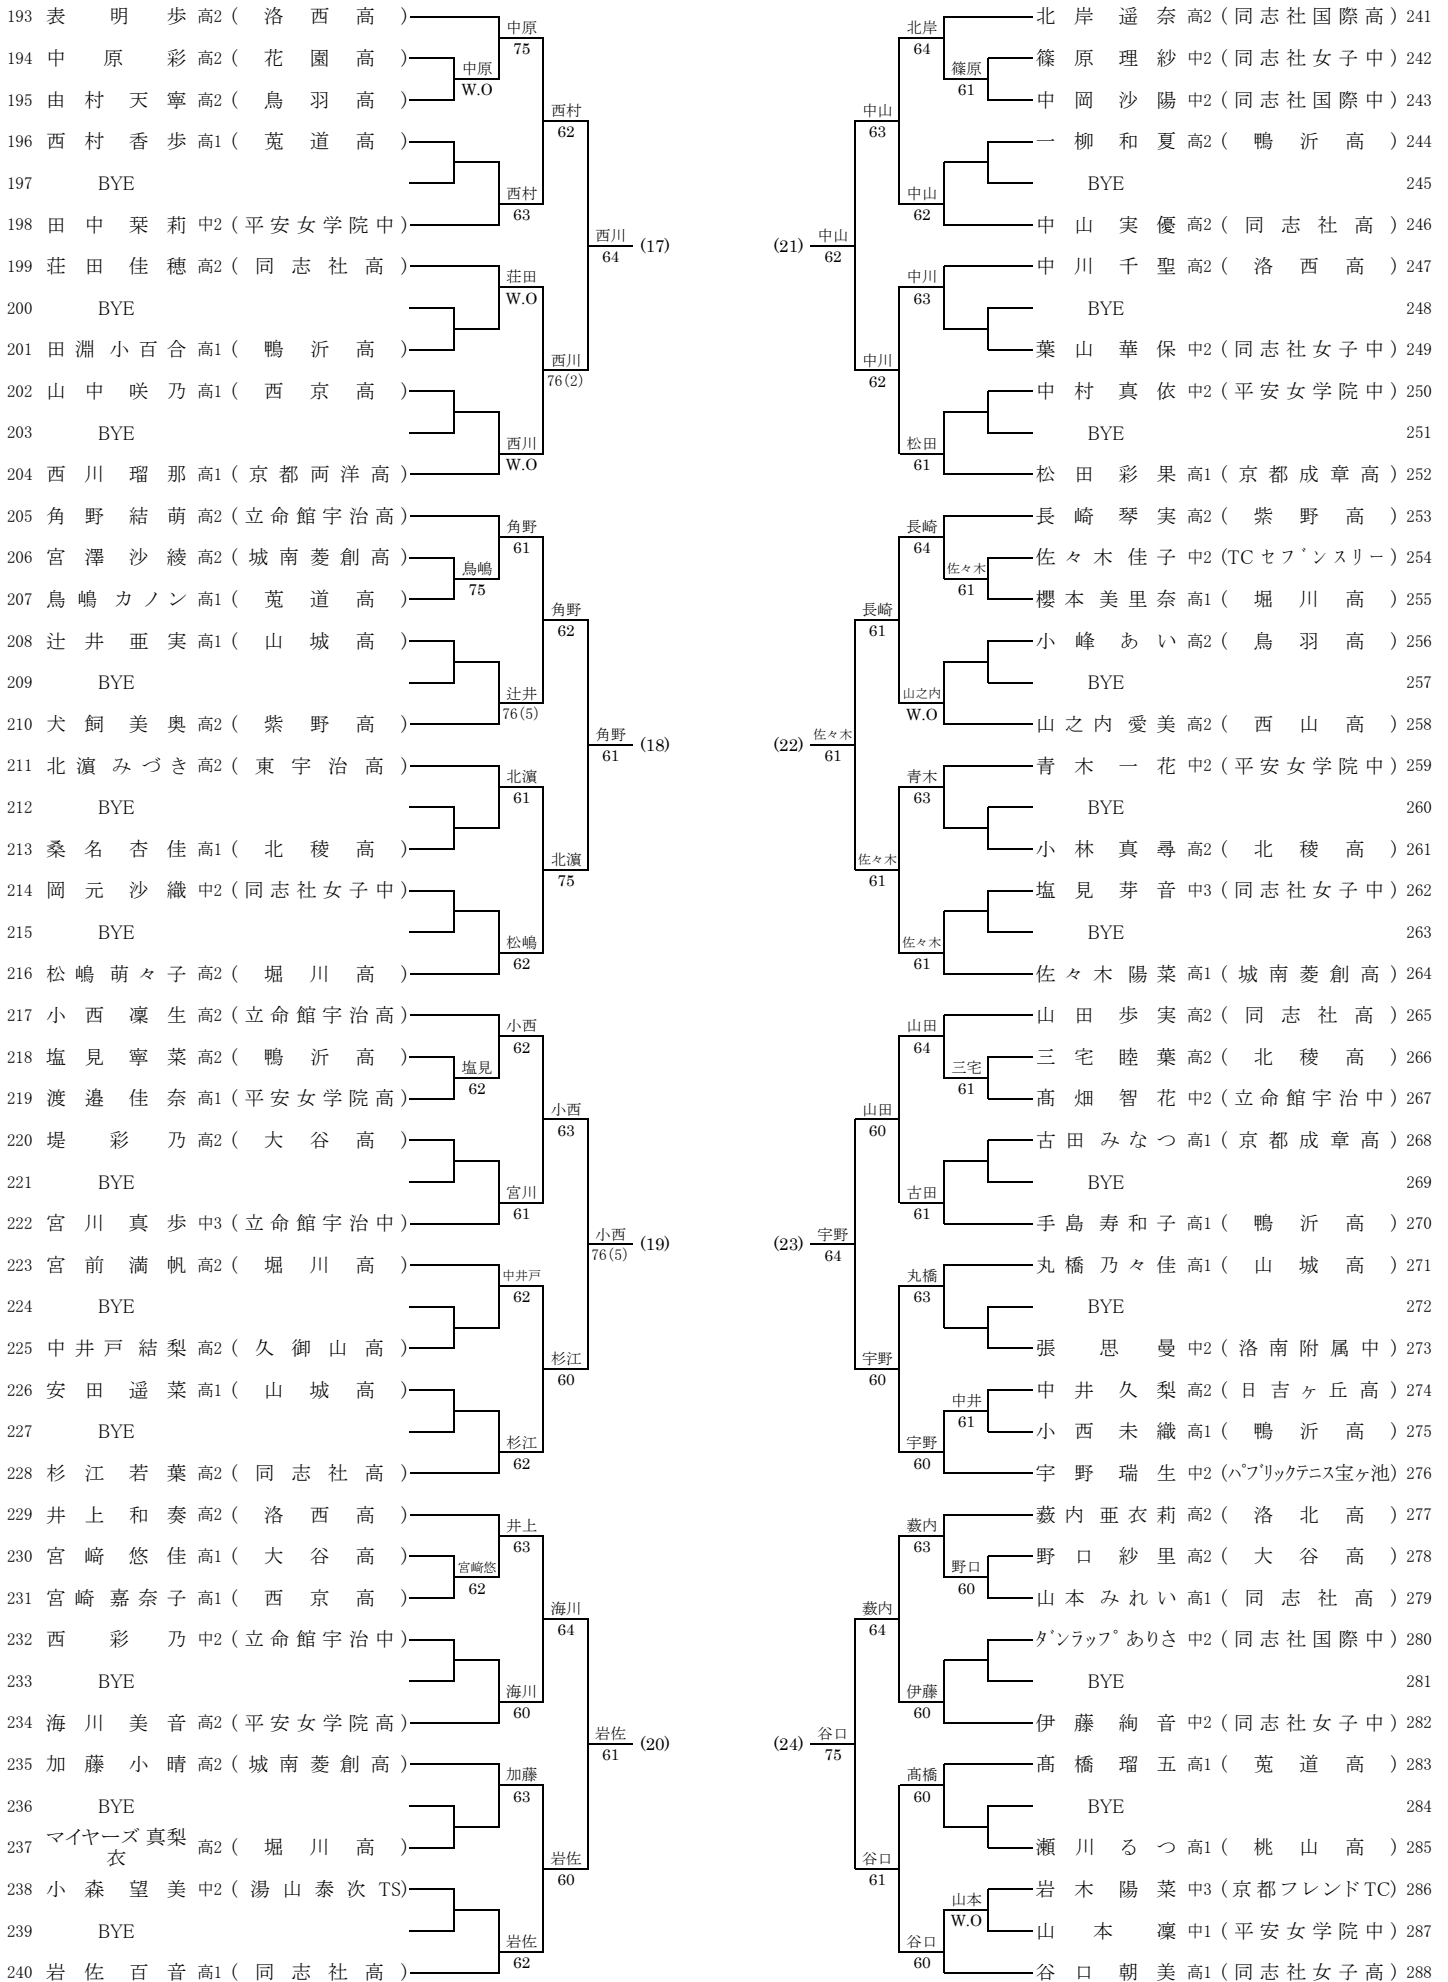 193 表明歩 高2 (洛西高)
194 中原彩 高2 (花園高)
195 由村天寧 高2 (鳥羽高)
196 西村香歩 高1 (莵道高)
197 BYE
198 田中栞莉 中2 (平安女学院中)
199 荘田佳穂 高2 (同志社高)
200 BYE
201 田淵小百合 高1 (鴨沂高)
202 山中咲乃 高1 (西京高)
203 BYE
204 西川瑠那 高1 (京都両洋高)
中原
75
中原
W.O
西村
62
西村
63
荘田
W.O
西川
76(2)
西川
W.O
西川
64
(17)
205 角野結萌 高2 (立命館宇治高)
206 宮澤沙綾 高2 (城南菱創高)
207 鳥嶋カノン 高1 (莵道高)
208 辻井亜実 高1 (山城高)
209 BYE
210 犬飼美奥 高2 (紫野高)
211 北濵みづき 高2 (東宇治高)
212 BYE
213 桑名杏佳 高1 (北稜高)
214 岡元沙織 中2 (同志社女子中)
215 BYE
216 松嶋萌々子 高2 (堀川高)
角野
61
鳥嶋
75
角野
62
辻井
76(5)
北濵
61
北濵
75
松嶋
62
角野
61
(18)
217 小西凜生 高2 (立命館宇治高)
218 塩見寧菜 高2 (鴨沂高)
219 渡邉佳奈 高1 (平安女学院高)
220 堤彩乃 高2 (大谷高)
221 BYE
222 宮川真歩 中3 (立命館宇治中)
223 宮前満帆 高2 (堀川高)
224 BYE
225 中井戸結梨 高2 (久御山高)
226 安田遥菜 高1 (山城高)
227 BYE
228 杉江若葉 高2 (同志社高)
小西
62
塩見
62
小西
63
宮川
61
中井戸
62
杉江
60
杉江
62
小西
76(5)
(19)
229 井上和奏 高2 (洛西高)
230 宮﨑悠佳 高1 (大谷高)
231 宮崎嘉奈子 高1 (西京高)
232 西彩乃 中2 (立命館宇治中)
233 BYE
234 海川美音 高2 (平安女学院高)
235 加藤小晴 高2 (城南菱創高)
236 BYE
237 マイヤーズ真梨衣 高2 (堀川高)
238 小森望美 中2 (湯山泰次TS)
239 BYE
240 岩佐百音 高1 (同志社高)
井上
63
宮﨑悠
62
海川
64
海川
60
加藤
63
岩佐
60
岩佐
62
岩佐
61
(20)
北岸遥奈 高2 (同志社国際高) 241
篠原理紗 中2 (同志社女子中) 242
中岡沙陽 中2 (同志社国際中) 243
一柳和夏 高2 (鴨沂高) 244
BYE 245
中山実優 高2 (同志社高) 246
中川千聖 高2 (洛西高) 247
BYE 248
葉山華保 中2 (同志社女子中) 249
中村真依 中2 (平安女学院中) 250
BYE 251
松田彩果 高1 (京都成章高) 252
北岸
64
篠原
61
中山
63
中山
62
中川
63
中川
62
松田
61
(21)
中山
62
長崎琴実 高2 (紫野高) 253
佐々木佳子 中2 (TCセブンスリー) 254
櫻本美里奈 高1 (堀川高) 255
小峰あい 高2 (鳥羽高) 256
BYE 257
山之内愛美 高2 (西山高) 258
青木一花 中2 (平安女学院中) 259
BYE 260
小林真尋 高2 (北稜高) 261
塩見芽音 中3 (同志社女子中) 262
BYE 263
佐々木陽菜 高1 (城南菱創高) 264
長崎
64
佐々木
61
長崎
61
山之内
W.O
青木
63
佐々木
61
佐々木
61
(22)
佐々木
61
山田歩実 高2 (同志社高) 265
三宅睦葉 高2 (北稜高) 266
髙畑智花 中2 (立命館宇治中) 267
古田みなつ 高1 (京都成章高) 268
BYE 269
手島寿和子 高1 (鴨沂高) 270
丸橋乃々佳 高1 (山城高) 271
BYE 272
張思曼 中2 (洛南附属中) 273
中井久梨 高2 (日吉ヶ丘高) 274
小西未織 高1 (鴨沂高) 275
宇野瑞生 中2 (パブリックテニス宝ヶ池) 276
山田
64
三宅
61
山田
60
古田
61
丸橋
63
宇野
60
中井
61
宇野
60
(23)
宇野
64
薮内亜衣莉 高2 (洛北高) 277
野口紗里 高2 (大谷高) 278
山本みれい 高1 (同志社高) 279
ダンラップありさ 中2 (同志社国際中) 280
BYE 281
伊藤絢音 中2 (同志社女子中) 282
髙橋瑠五 高1 (莵道高) 283
BYE 284
瀬川るつ 高1 (桃山高) 285
岩木陽菜 中3 (京都フレンドTC) 286
山本凜 中1 (平安女学院中) 287
谷口朝美 高1 (同志社女子高) 288
薮内
63
野口
60
薮内
64
伊藤
60
髙橋
60
谷口
61
山本
W.O
谷口
60
(24)
谷口
75